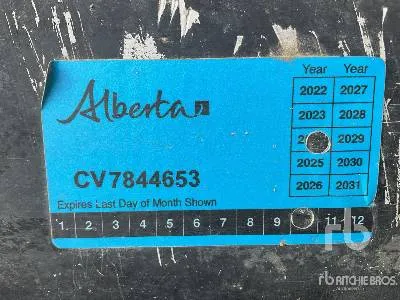 Alberta
Year Year
2022 2027
2023 2028
2029
2025 2030
2026 2031
CV7844653
Expires Last Day of Month Shown
1 2 3 4 5 6 7 8 9 11 12
rb
RITCHIE BROS.